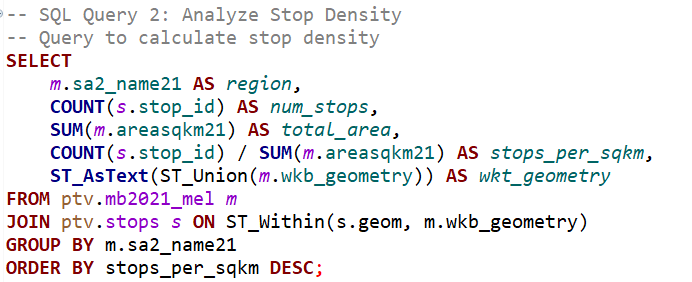 -- SQL Query 2: Analyze Stop Density
-- Query to calculate stop density
SELECT
    m.sa2_name21 AS region,
    COUNT(s.stop_id) AS num_stops,
    SUM(m.areasqkm21) AS total_area,
    COUNT(s.stop_id) / SUM(m.areasqkm21) AS stops_per_sqkm,
    ST_AsText(ST_Union(m.wkb_geometry)) AS wkt_geometry
FROM ptv.mb2021_mel m
JOIN ptv.stops s ON ST_Within(s.geom, m.wkb_geometry)
GROUP BY m.sa2_name21
ORDER BY stops_per_sqkm DESC;